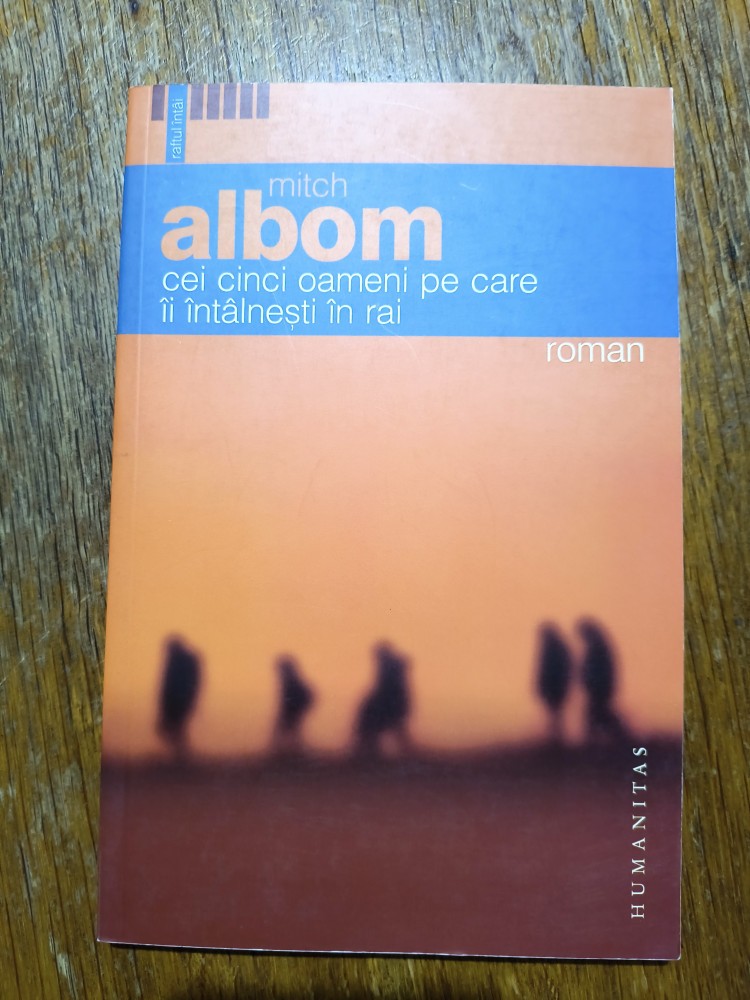 raftul întâi
mitch
albom
cei cinci oameni pe care
îi întâlnești în rai
roman
HUMANITAS